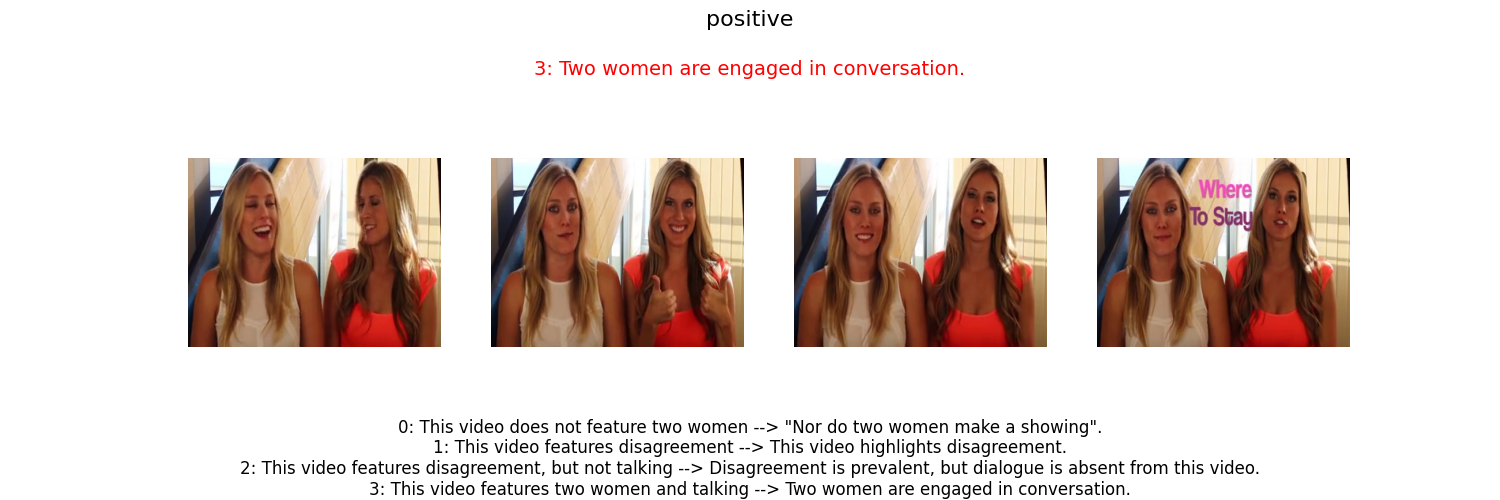 positive
3: Two women are engaged in conversation.
Where
To Stay
0: This video does not feature two women --> "Nor do two women make a showing".
1: This video features disagreement --> This video highlights disagreement.
2: This video features disagreement, but not talking --> Disagreement is prevalent, but dialogue is absent from this video.
3: This video features two women and talking --> Two women are engaged in conversation.